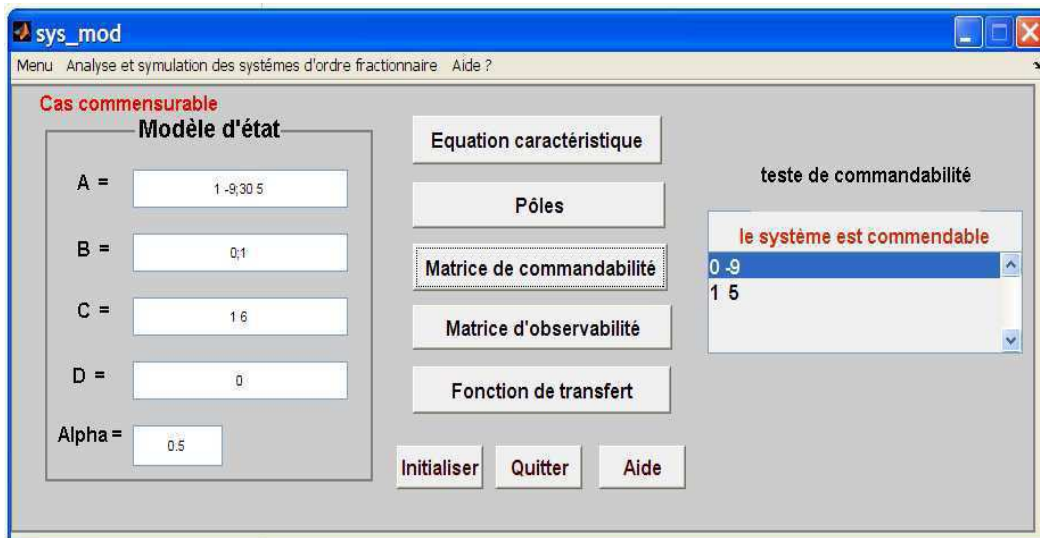 sys_mod
Menu Analyse et symulation des systémes d'ordre fractionnaire Aide ?
Cas commensurable
Modèle d'état
A = 1 -9;30 5
B = 0;1
C = 1 6
D = 0
Alpha = 0.5
Equation caractéristique
Pôles
Matrice de commandabilité
Matrice d'observabilité
Fonction de transfert
Initialiser Quitter Aide
teste de commandabilité
le système est commendable
0 -9
1 5